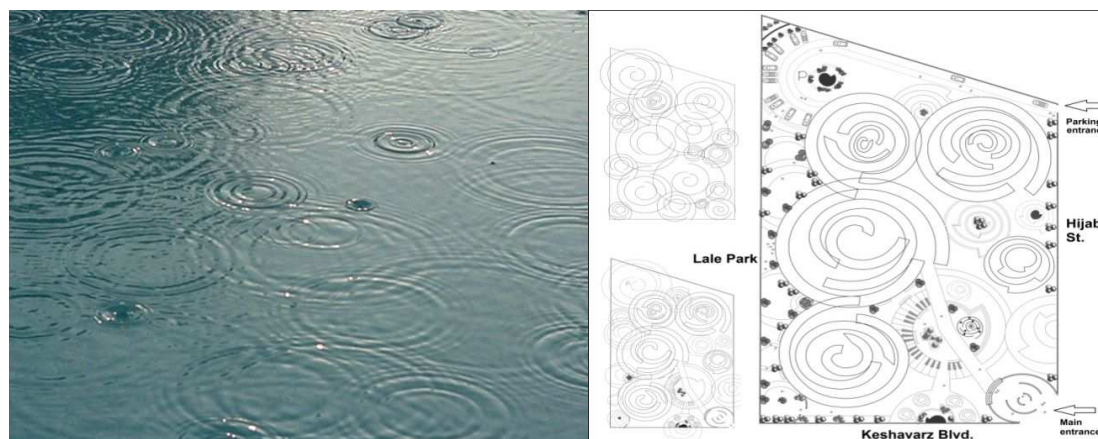 P
Parking
entrance
Hijab
St.
Lale Park
Main
entrance
Keshavarz Blvd.